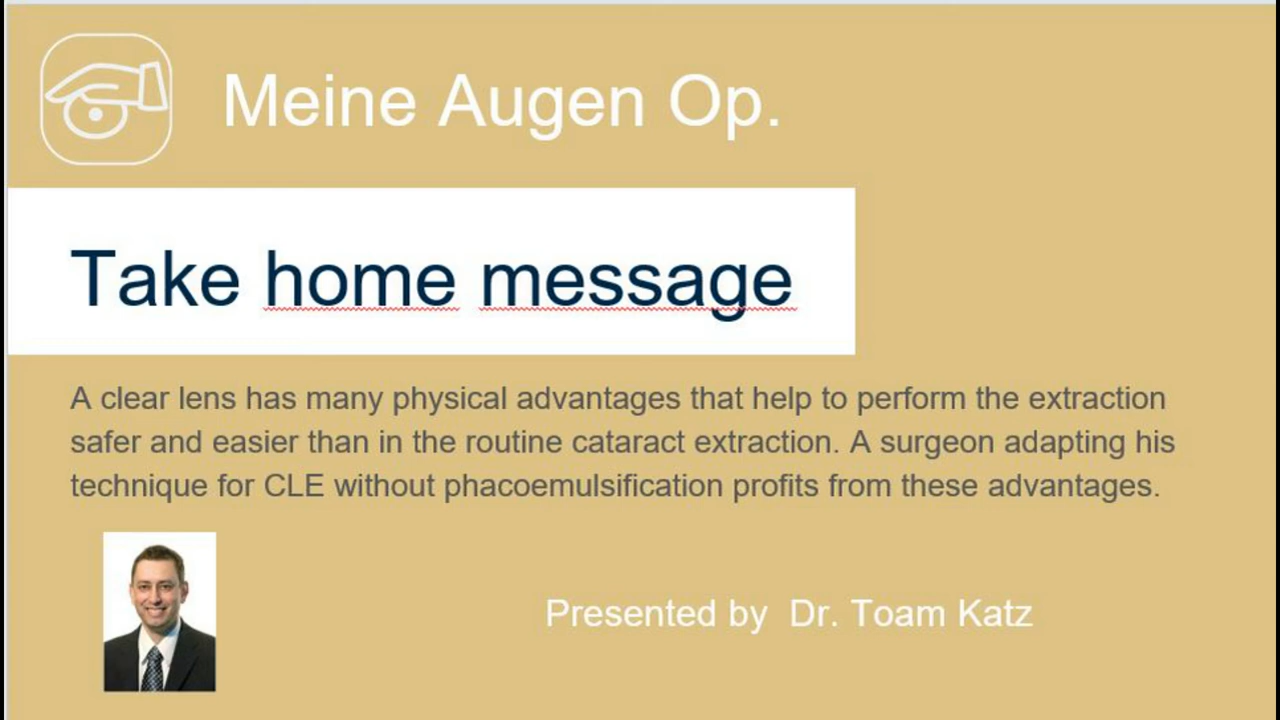 Meine Augen Op.
Take home message
A clear lens has many physical advantages that help to perform the extraction
safer and easier than in the routine cataract extraction. A surgeon adapting his
technique for CLE without phacoemulsification profits from these advantages.
Presented by Dr. Toam Katz